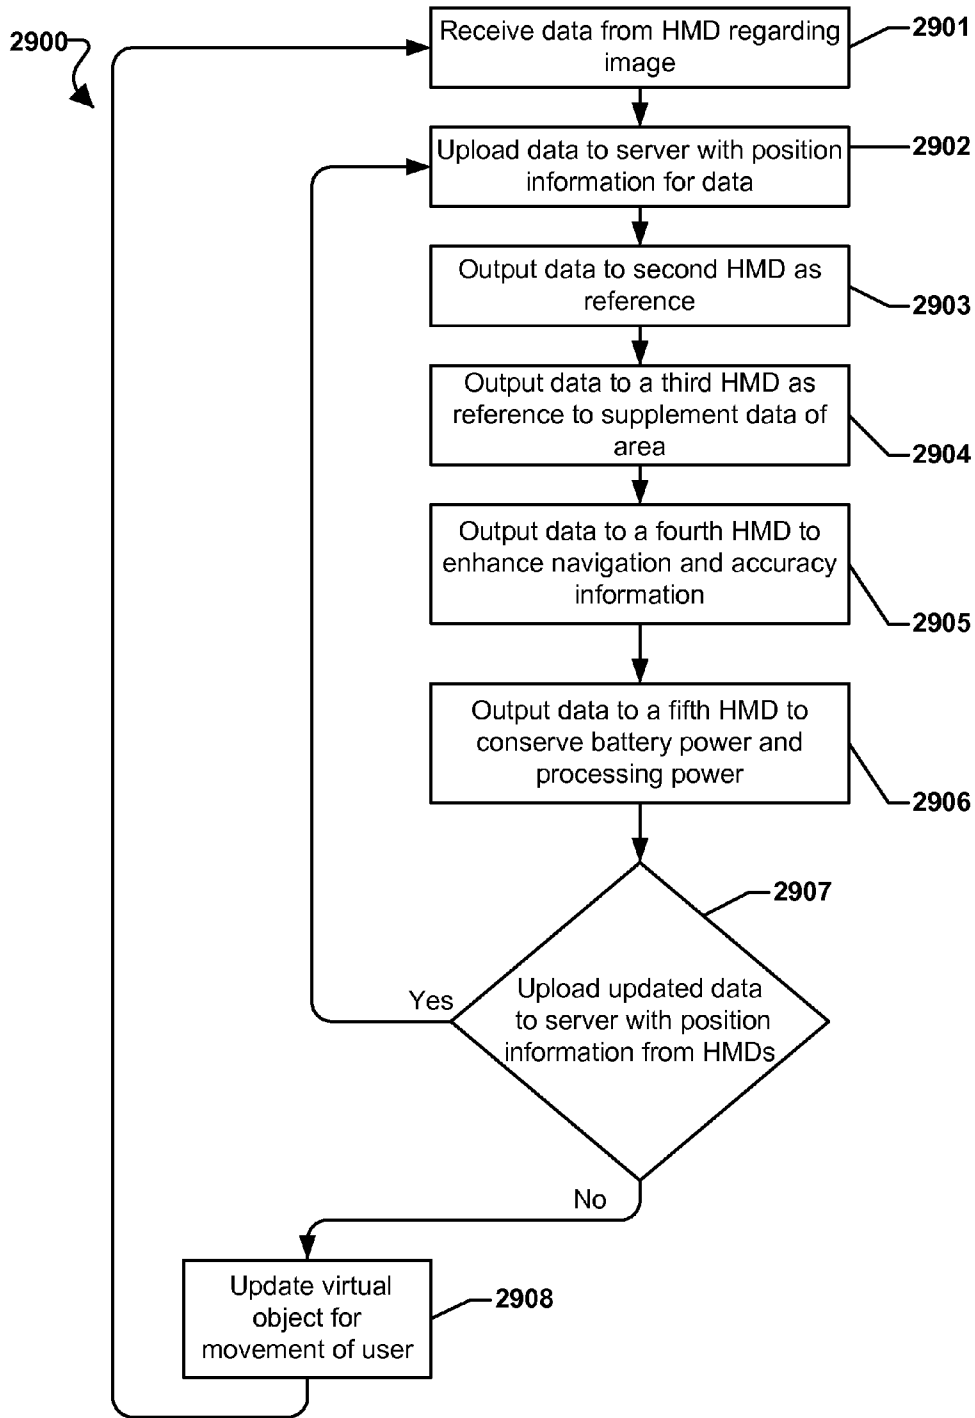 2900
Receive data from HMD regarding
image
2901
Upload data to server with position
information for data
2902
Output data to second HMD as
reference
2903
Output data to a third HMD as
reference to supplement data of
area
2904
Output data to a fourth HMD to
enhance navigation and accuracy
information
2905
Output data to a fifth HMD to
conserve battery power and
processing power
2906
2907
Upload updated data
to server with position
information from HMDs
Yes
No
Update virtual
object for
movement of user
2908